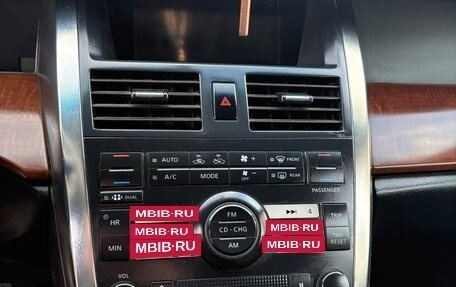 AUTO - + FRONT
A/C MODE OFF - REAR
DUAL PASSENGER
HR MBIB·RU FM 4 TRIP
MBIB·RU CD · CHG MBIB·RU
MIN MBIB·RU AM MBIB·RU TRIP RESET
VOL